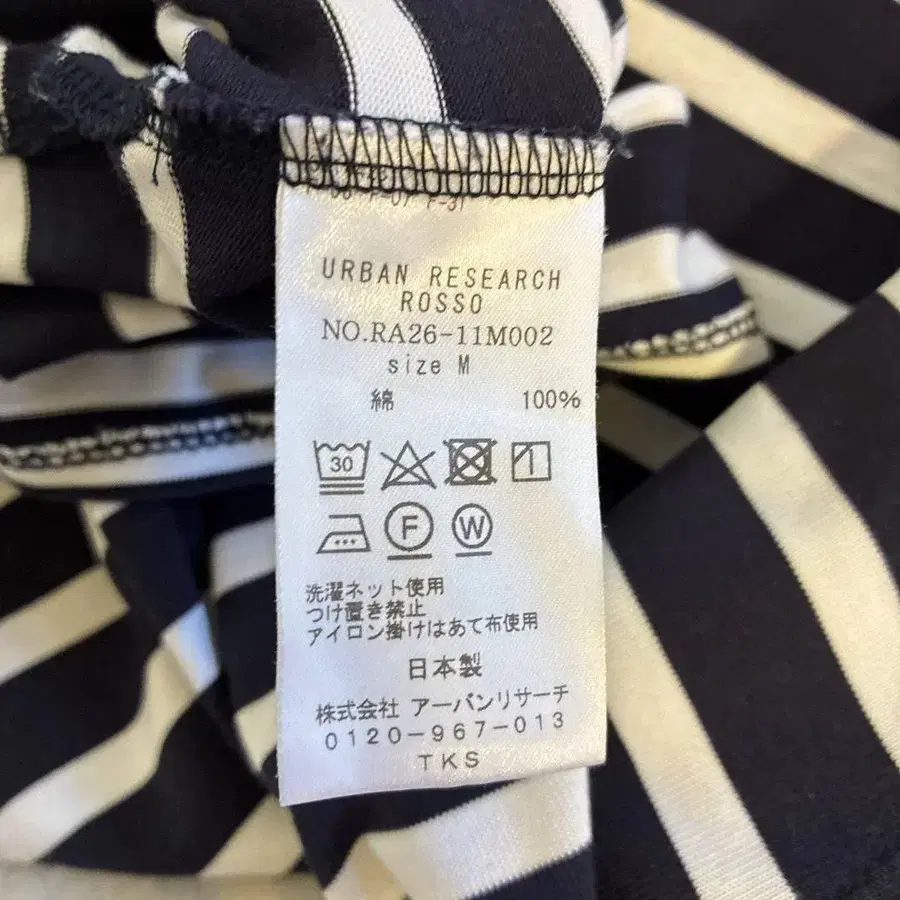 URBAN RESEARCH
ROSSO
NO.RA26-11M002
size M
綿 100%
30
F W
洗濯ネット使用
つけ置き禁止
アイロン掛けはあて布使用
日本製
株式会社 アーバンリサーチ
0120-967-013
TKS